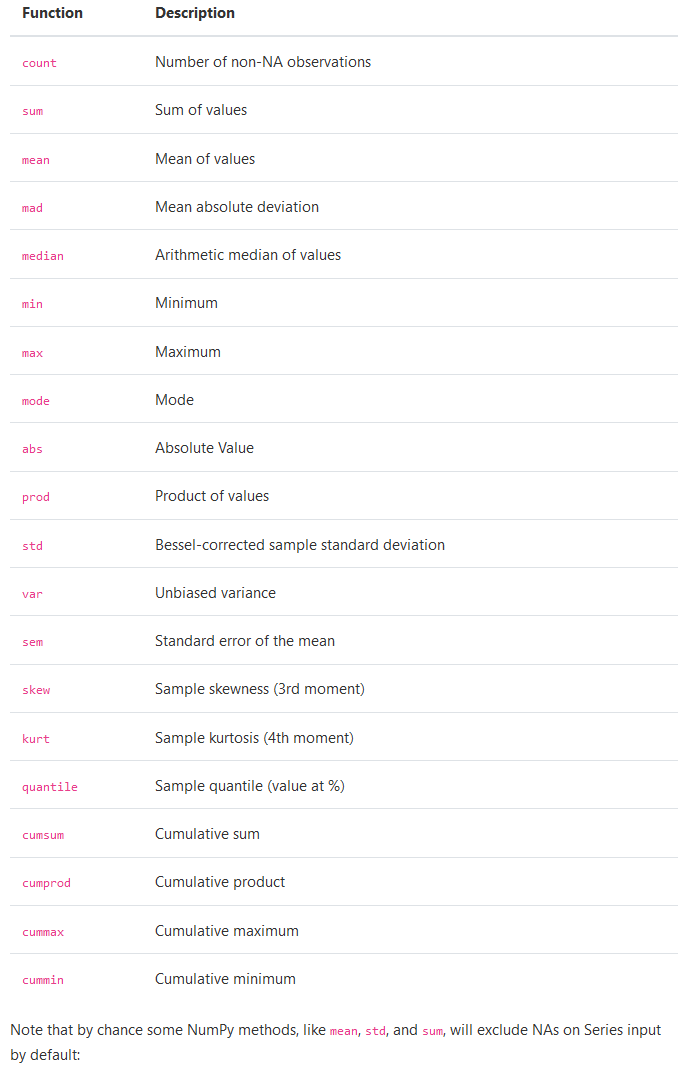 Function Description
count Number of non-NA observations
sum Sum of values
mean Mean of values
mad Mean absolute deviation
median Arithmetic median of values
min Minimum
max Maximum
mode Mode
abs Absolute Value
prod Product of values
std Bessel-corrected sample standard deviation
var Unbiased variance
sem Standard error of the mean
skew Sample skewness (3rd moment)
kurt Sample kurtosis (4th moment)
quantile Sample quantile (value at %)
cumsum Cumulative sum
cumprod Cumulative product
cummax Cumulative maximum
cummin Cumulative minimum
Note that by chance some NumPy methods, like mean, std, and sum, will exclude NAs on Series input
by default: